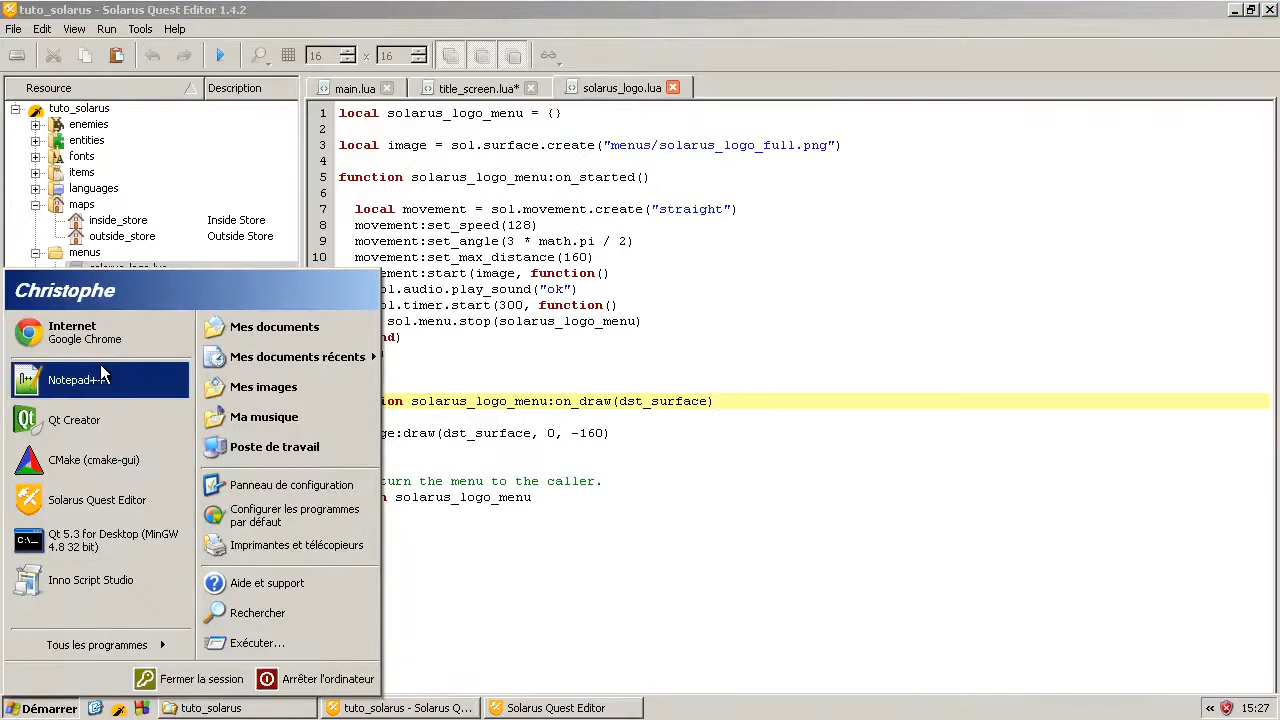 tuto_solarus - Solarus Quest Editor 1.4.2
File Edit View Run Tools Help
16 x 16
Resource Description
main.lua title_screen.lua* solarus_logo.lua
tuto_solarus
enemies
entities
fonts
items
languages
maps
inside_store Inside Store
outside_store Outside Store
menus
1 local solarus_logo_menu = {}
2
3 local image = sol.surface.create("menus/solarus_logo_full.png")
4
5 function solarus_logo_menu:on_started()
6
7 local movement = sol.movement.create("straight")
8 movement:set_speed(128)
9 movement:set_angle(3 * math.pi / 2)
10 movement:set_max_distance(160)
ement:start(image, function()
ol.audio.play_sound("ok")
ol.timer.start(300, function()
sol.menu.stop(solarus_logo_menu)
nd)
ion solarus_logo_menu:on_draw(dst_surface)
ge:draw(dst_surface, 0, -160)
turn the menu to the caller.
n solarus_logo_menu
Christophe
Internet
Google Chrome
Notepad++
Qt Creator
CMake (cmake-gui)
Solarus Quest Editor
Qt 5.3 for Desktop (MinGW
4.8 32 bit)
Inno Script Studio
Tous les programmes
Mes documents
Mes documents récents
Mes images
Ma musique
Poste de travail
Panneau de configuration
Configurer les programmes
par défaut
Imprimantes et télécopieurs
Aide et support
Rechercher
Exécuter...
Fermer la session Arrêter l'ordinateur
Démarrer tuto_solarus tuto_solarus - Solarus Q... Solarus Quest Editor « 15:27